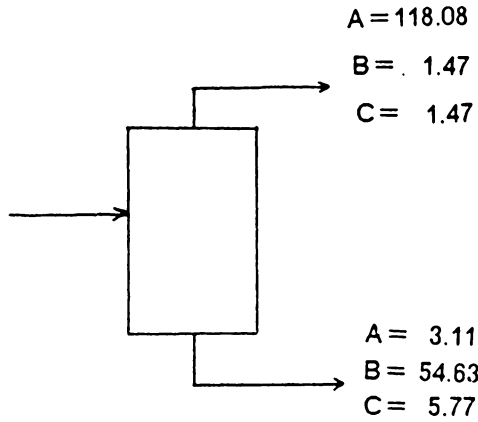 A=118.08
B=. 1.47
C= 1.47
A= 3.11
B= 54.63
C= 5.77